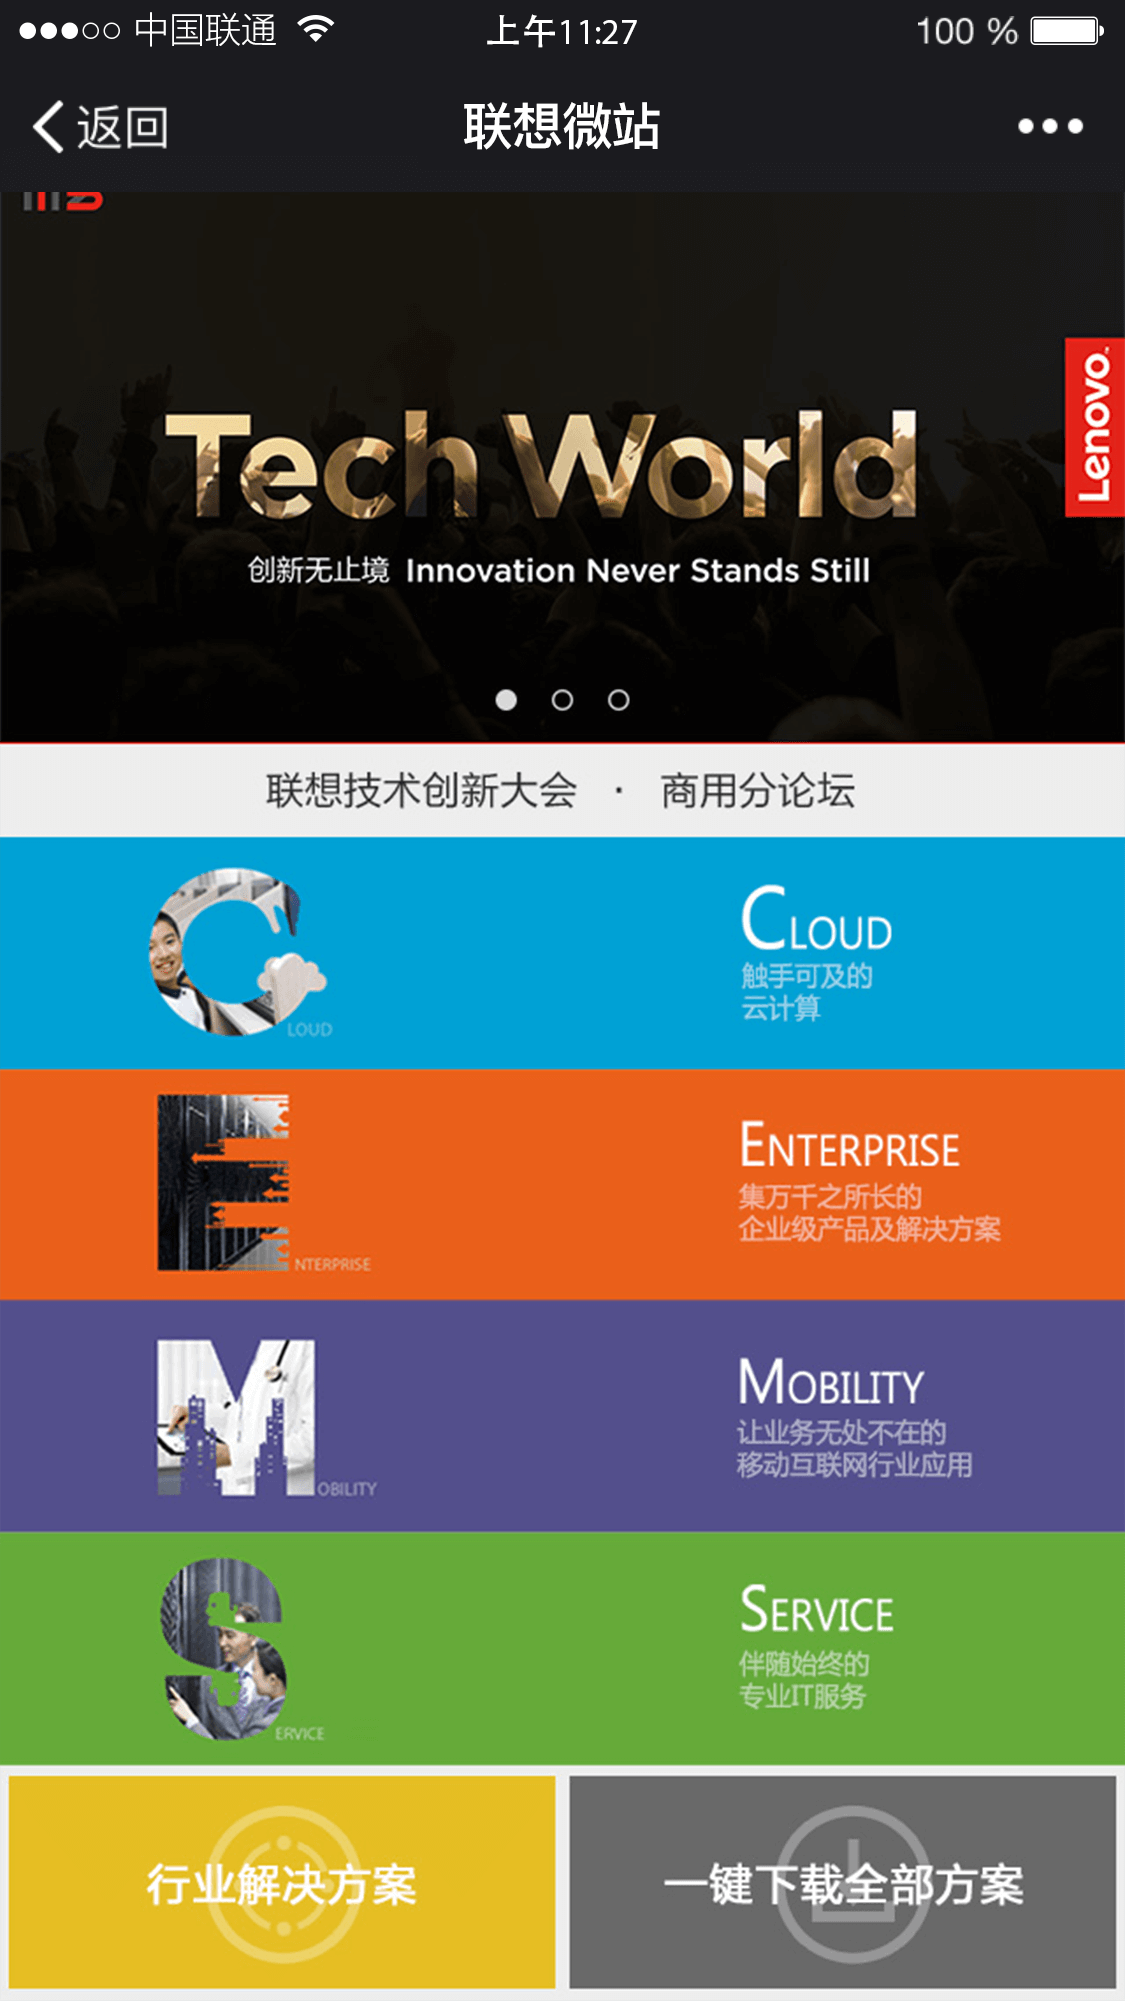 中国联通 上午11:27 100 %
返回 联想微站
Lenovo
Tech World
创新无止境 Innovation Never Stands Still
联想技术创新大会 · 商用分论坛
LOUD
CLOUD
触手可及的
云计算
NTERPRISE
ENTERPRISE
集万千之所长的
企业级产品及解决方案
OBILITY
MOBILITY
让业务无处不在的
移动互联网行业应用
ERVICE
SERVICE
伴随始终的
专业IT服务
行业解决方案
一键下载全部方案